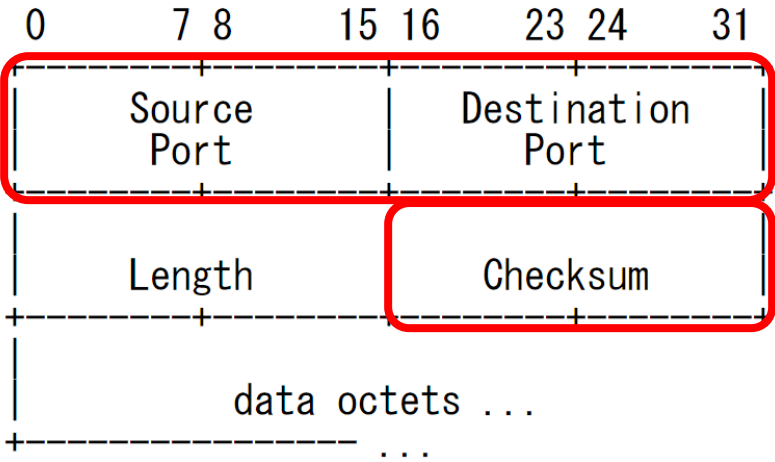 0 7 8 15 16 23 24 31
Source Destination
Port Port
Length Checksum
data octets ...
...